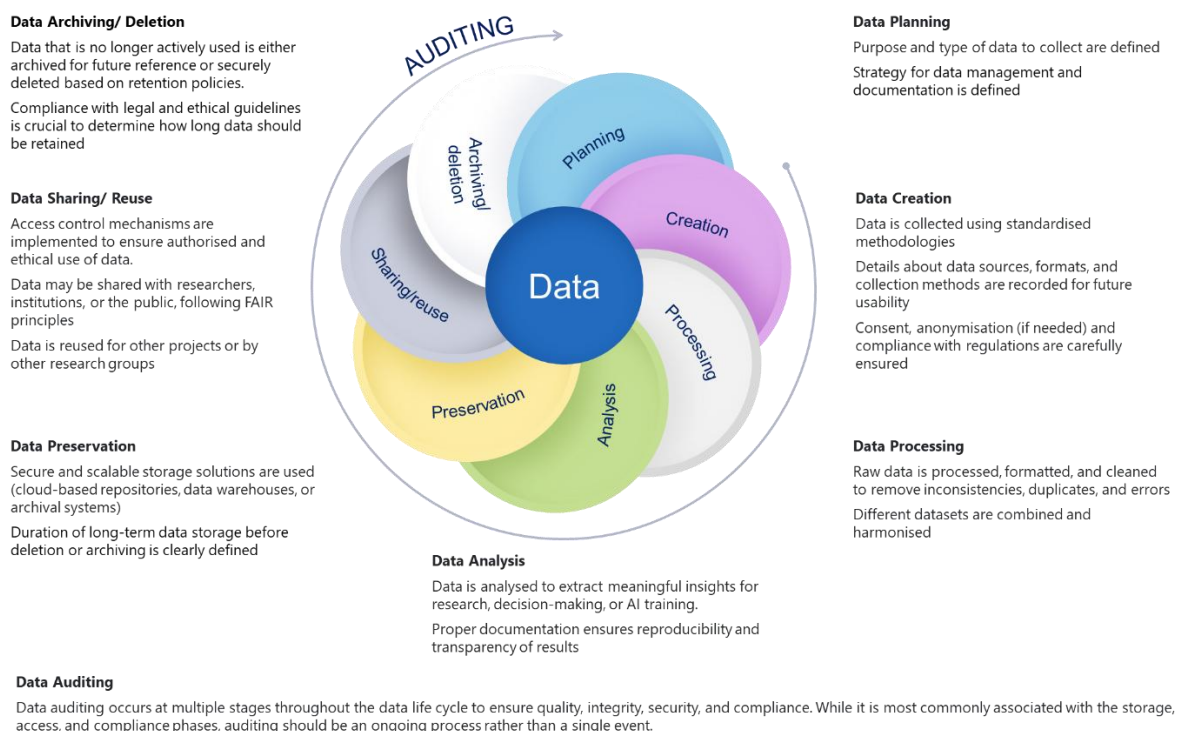 Data Archiving/ Deletion
Data that is no longer actively used is either
archived for future reference or securely
deleted based on retention policies.
Compliance with legal and ethical guidelines
is crucial to determine how long data should
be retained
Data Sharing/ Reuse
Access control mechanisms are
implemented to ensure authorised and
ethical use of data.
Data may be shared with researchers,
institutions, or the public, following FAIR
principles
Data is reused for other projects or by
other research groups
Data Preservation
Secure and scalable storage solutions are used
(cloud-based repositories, data warehouses, or
archival systems)
Duration of long-term data storage before
deletion or archiving is clearly defined
AUDITING
Archiving/
deletion
Planning
Creation
Sharing/reuse
Data
Processing
Preservation
Analysis
Data Planning
Purpose and type of data to collect are defined
Strategy for data management and
documentation is defined
Data Creation
Data is collected using standardised
methodologies
Details about data sources, formats, and
collection methods are recorded for future
usability
Consent, anonymisation (if needed) and
compliance with regulations are carefully
ensured
Data Processing
Raw data is processed, formatted, and cleaned
to remove inconsistencies, duplicates, and errors
Different datasets are combined and
harmonised
Data Analysis
Data is analysed to extract meaningful insights for
research, decision-making, or AI training.
Proper documentation ensures reproducibility and
transparency of results
Data Auditing
Data auditing occurs at multiple stages throughout the data life cycle to ensure quality, integrity, security, and compliance. While it is most commonly associated with the storage,
access, and compliance phases, auditing should be an ongoing process rather than a single event.